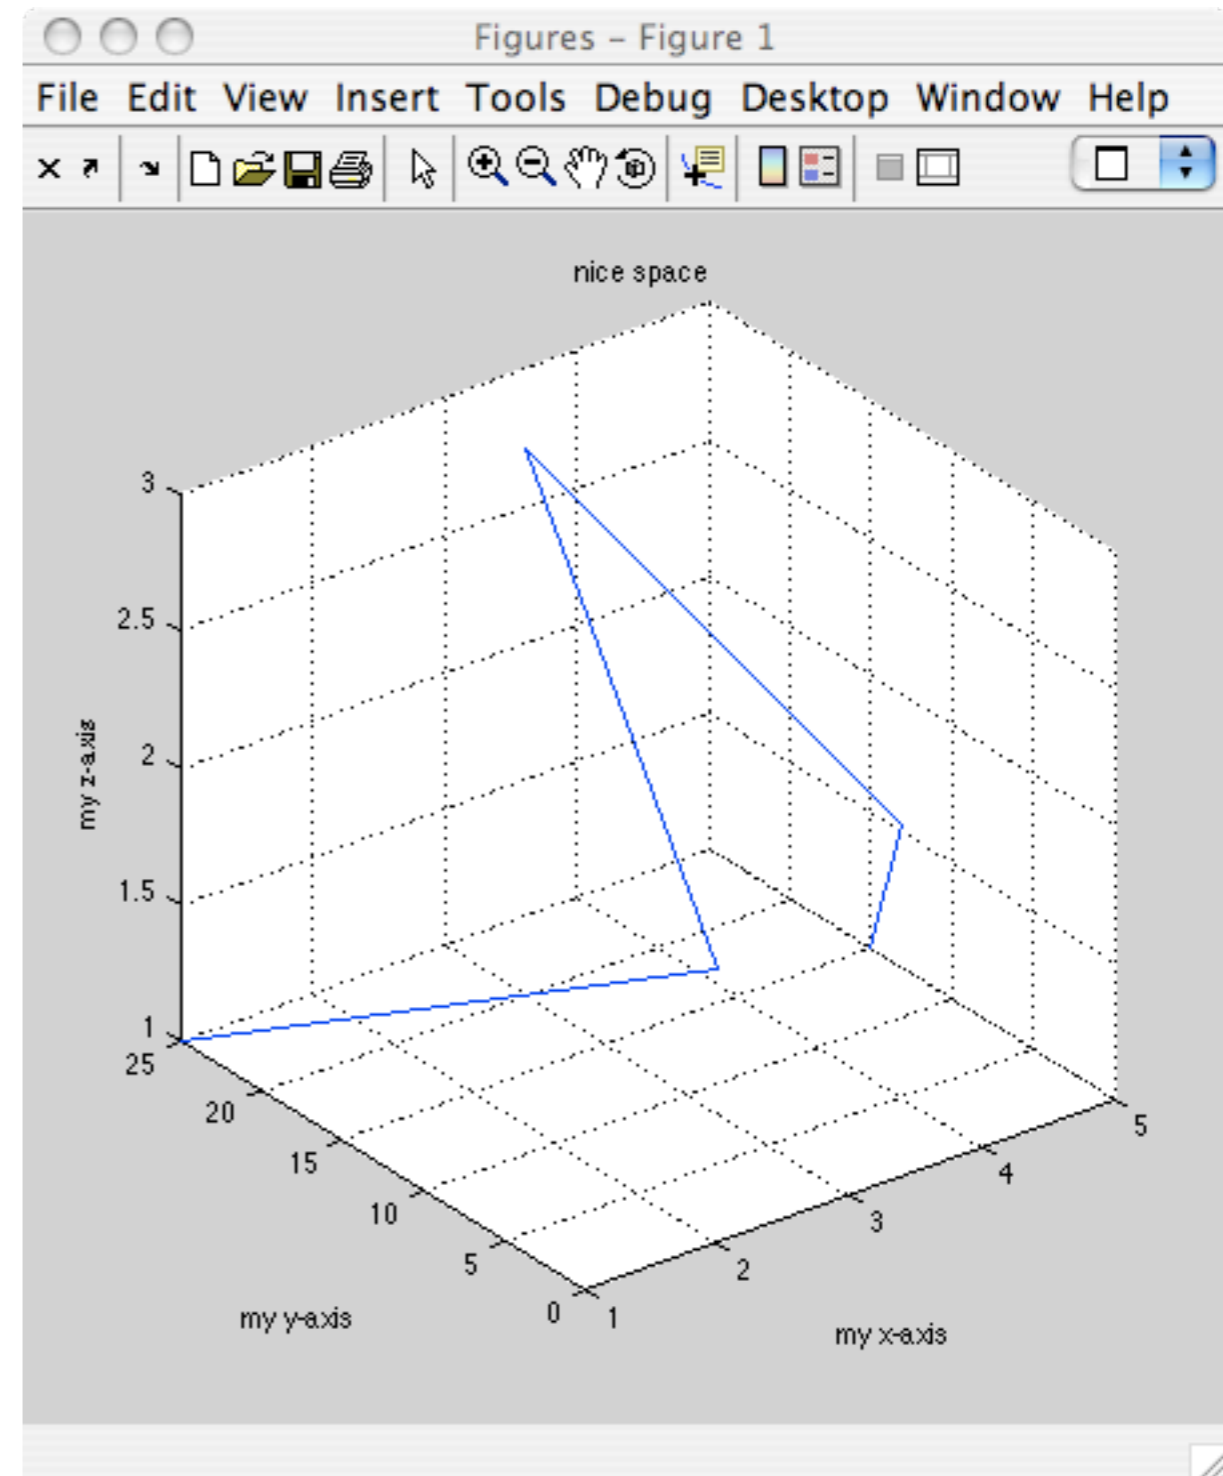 Figures – Figure 1
File Edit View Insert Tools Debug Desktop Window Help
nice space
3
2.5
2
1.5
1
my z-axis
25
20
15
10
5
0
my y-axis
1
2
3
4
5
my x-axis